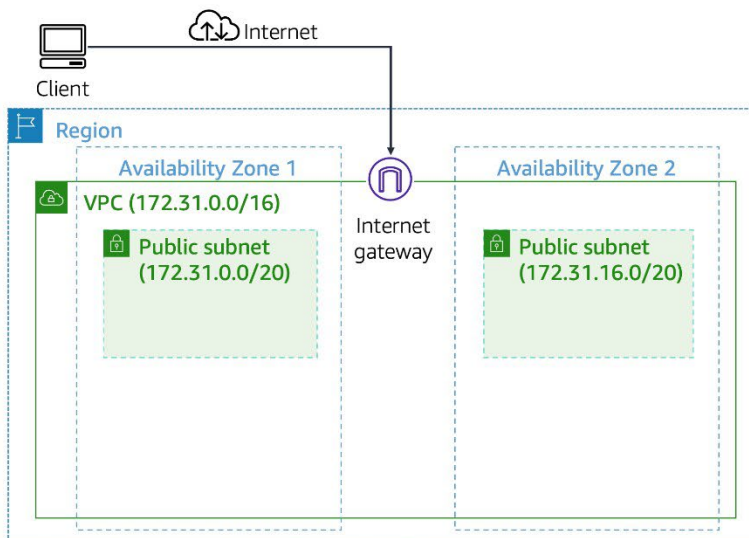 Internet
Client
Region
Availability Zone 1
Availability Zone 2
VPC (172.31.0.0/16)
Internet
gateway
Public subnet
(172.31.0.0/20)
Public subnet
(172.31.16.0/20)